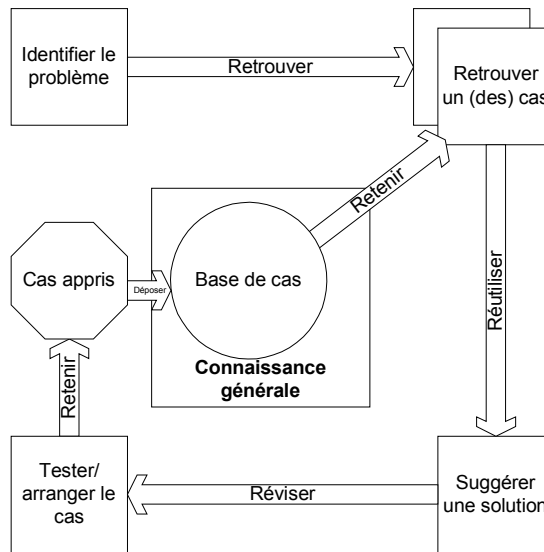 Identifier le
problème
Retrouver
Retrouver
un (des) cas
Retenir
Réutiliser
Cas appris
Déposer
Base de cas
Connaissance
générale
Retenir
Tester/
arranger le
cas
Réviser
Suggérer
une solution